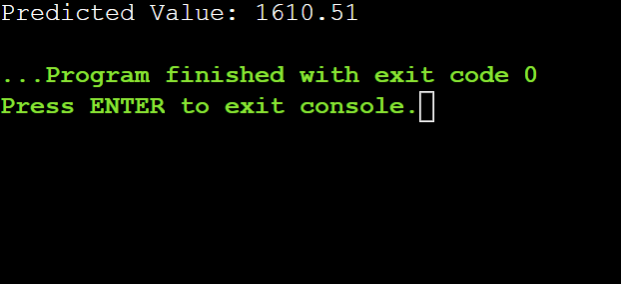 Predicted Value: 1610.51
...Program finished with exit code 0
Press ENTER to exit console.